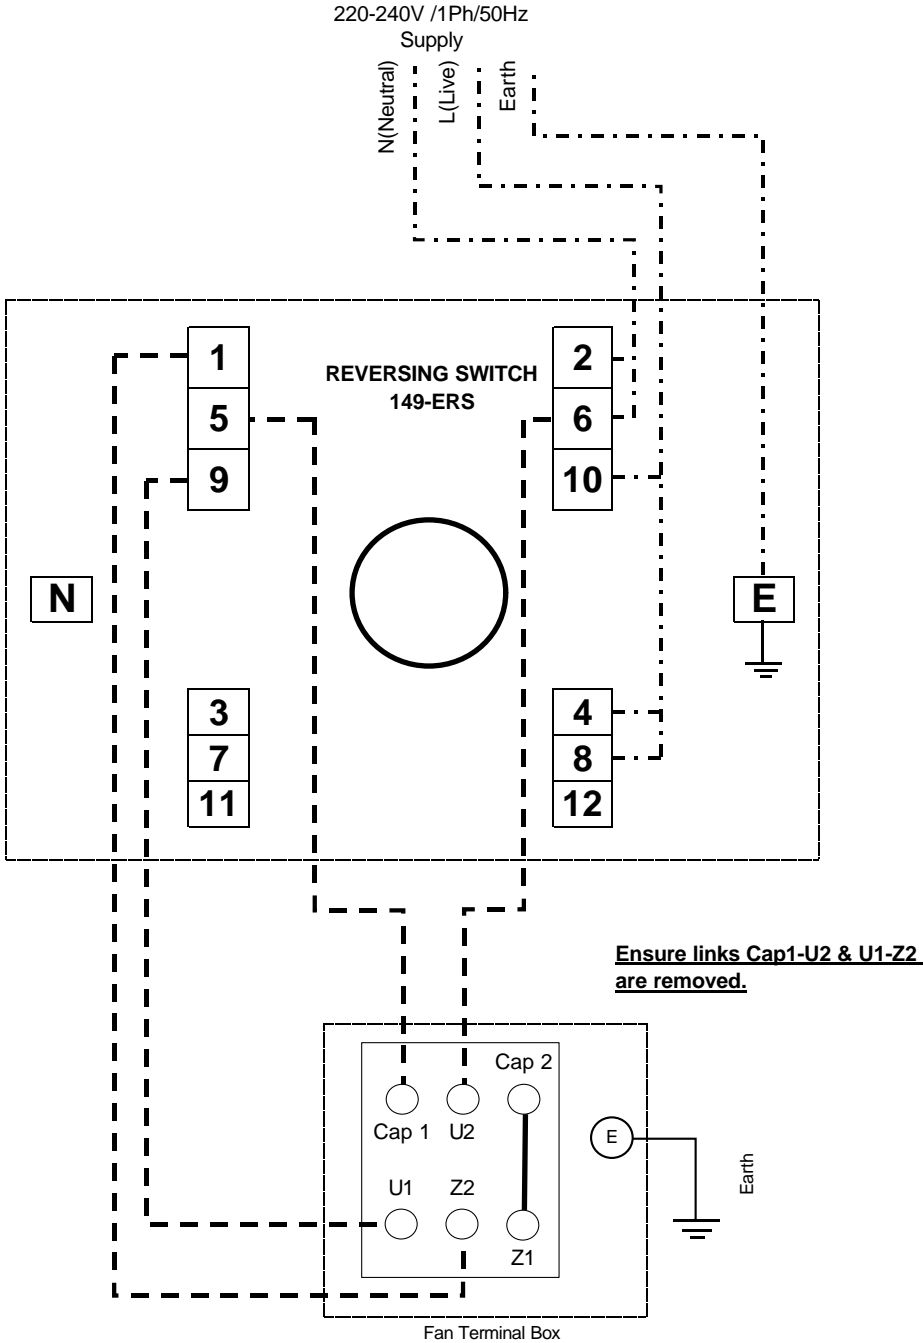 220-240V /1Ph/50Hz
Supply
N(Neutral)
L(Live)
Earth
1
5
9
REVERSING SWITCH
149-ERS
2
6
10
N
E
3
7
11
4
8
12
Ensure links Cap1-U2 & U1-Z2
are removed.
Cap 2
Cap 1 U2
U1 Z2
Z1
E
Earth
Fan Terminal Box